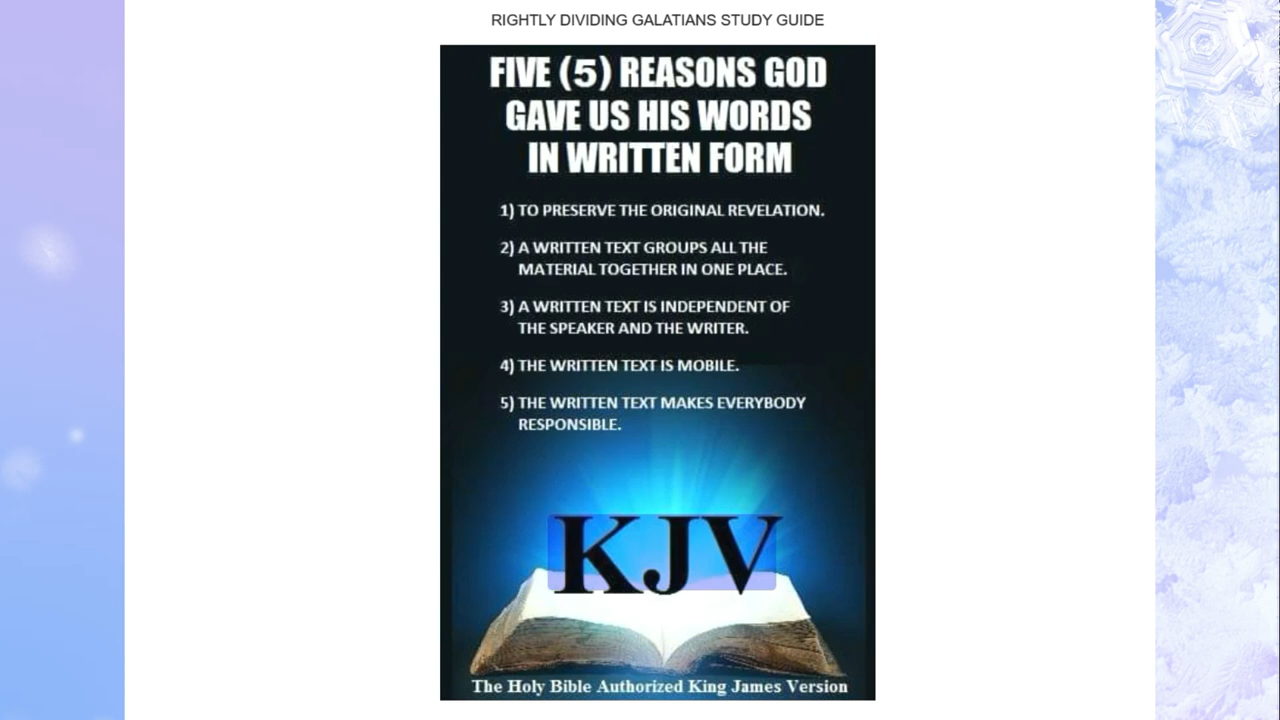 RIGHTLY DIVIDING GALATIANS STUDY GUIDE
FIVE (5) REASONS GOD
GAVE US HIS WORDS
IN WRITTEN FORM
1) TO PRESERVE THE ORIGINAL REVELATION.
2) A WRITTEN TEXT GROUPS ALL THE
MATERIAL TOGETHER IN ONE PLACE.
3) A WRITTEN TEXT IS INDEPENDENT OF
THE SPEAKER AND THE WRITER.
4) THE WRITTEN TEXT IS MOBILE.
5) THE WRITTEN TEXT MAKES EVERYBODY
RESPONSIBLE.
KJV
The Holy Bible Authorized King James Version